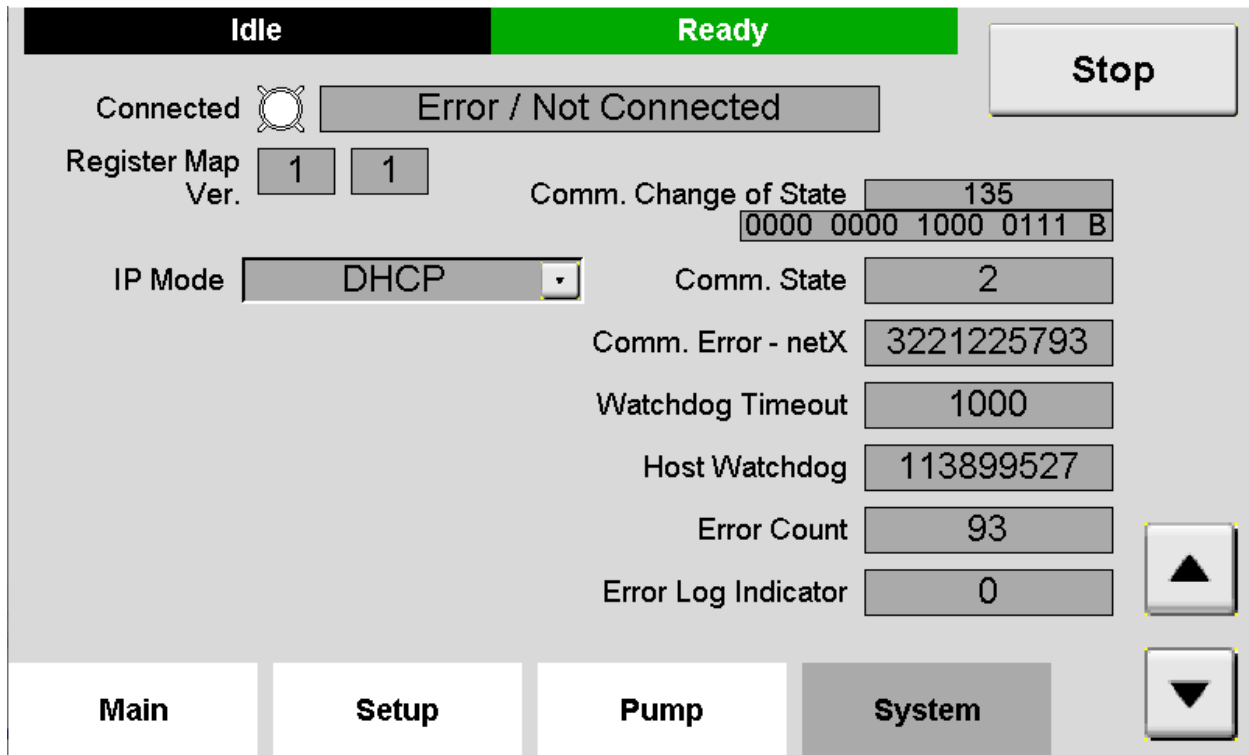 Idle
Ready
Stop
Connected
Error / Not Connected
Register Map
Ver.
1
1
Comm. Change of State
135
0000 0000 1000 0111 B
IP Mode
DHCP
Comm. State
2
Comm. Error - netX
3221225793
Watchdog Timeout
1000
Host Watchdog
113899527
Error Count
93
Error Log Indicator
0
Main
Setup
Pump
System